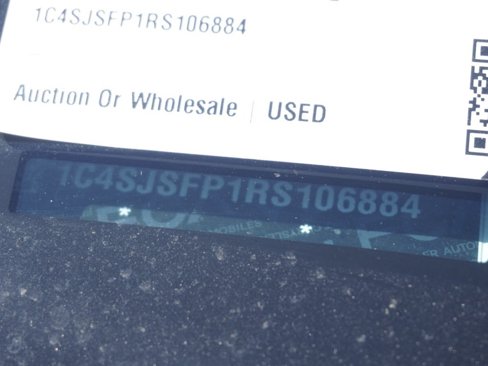 1C4SJSFP1RS106884
Auction Or Wholesale | USED
1C4SJSFP1RS106884
* *